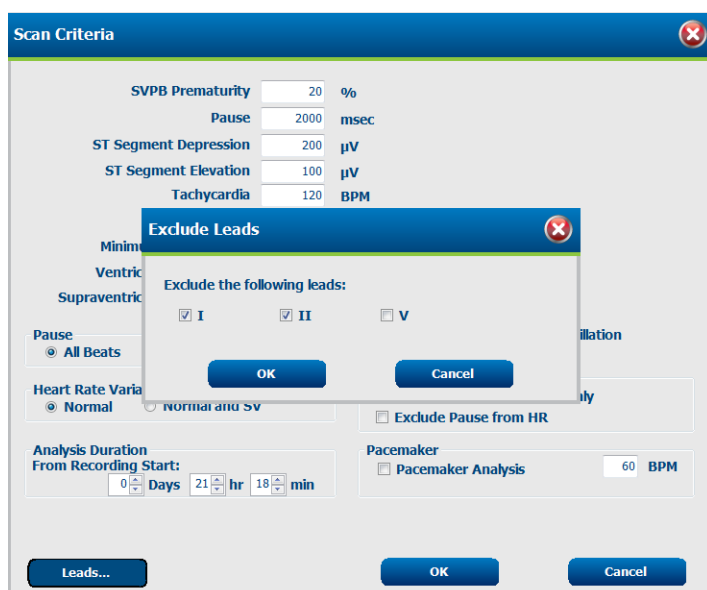 Scan Criteria
SVPB Prematurity 20 %
Pause 2000 msec
ST Segment Depression 200 µV
ST Segment Elevation 100 µV
Tachycardia 120 BPM
Exclude Leads
Exclude the following leads:
I II V
OK Cancel
Pause
All Beats
Heart Rate
Normal Normal and SV
Exclude Pause from HR
Analysis Duration
From Recording Start:
0 Days 21 hr 18 min
Pacemaker
Pacemaker Analysis 60 BPM
Leads... OK Cancel